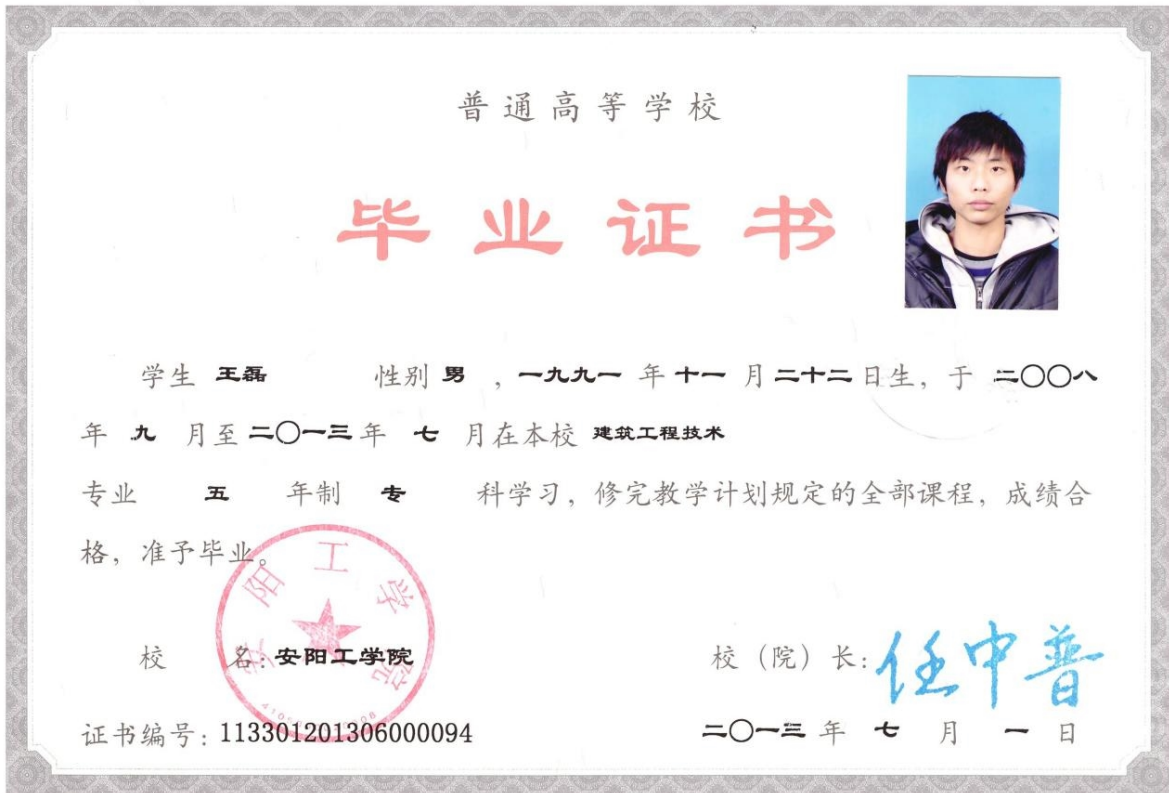 普通高等学校
毕业证书
学生 王磊 性别 男 ，一九九一 年 十一 月 二十二 日生，于 二〇〇八
年 九 月至 二〇一三 年 七 月在本校 建筑工程技术
专业 五 年制 专 科学习，修完教学计划规定的全部课程，成绩合
格，准予毕业。
安阳工学院
校 名：安阳工学院
校（院）长：任中普
证书编号：113301201306000094
二〇一三 年 七 月 一 日